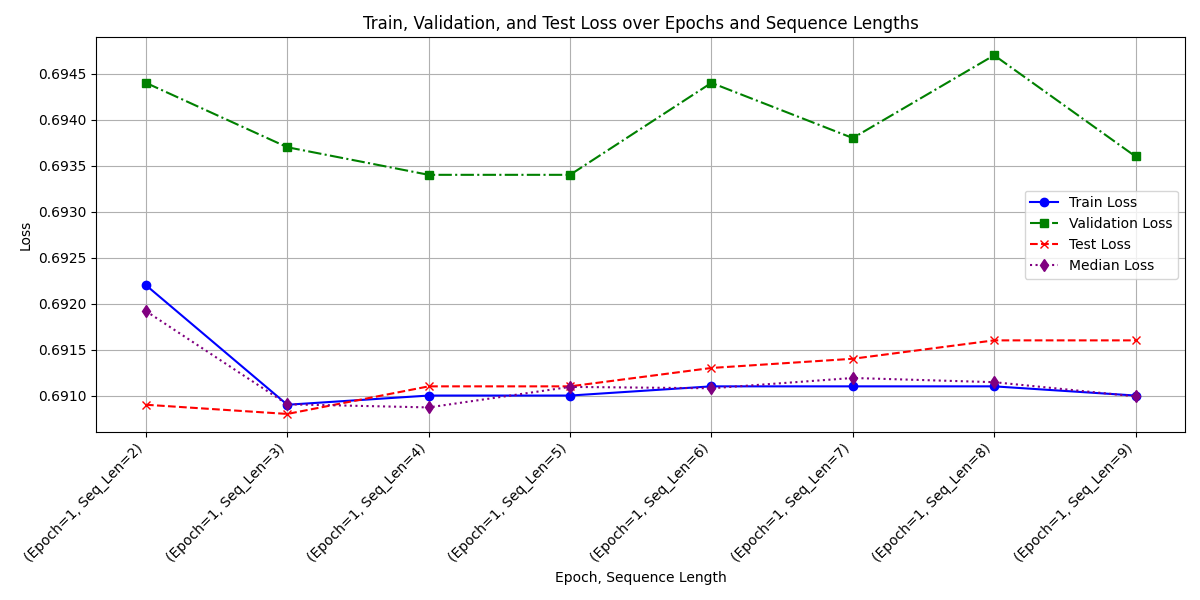 Train, Validation, and Test Loss over Epochs and Sequence Lengths
Loss
0.6945
0.6940
0.6935
0.6930
0.6925
0.6920
0.6915
0.6910
Train Loss
Validation Loss
Test Loss
Median Loss
(Epoch=1, Seq_Len=2)
(Epoch=1, Seq_Len=3)
(Epoch=1, Seq_Len=4)
(Epoch=1, Seq_Len=5)
(Epoch=1, Seq_Len=6)
(Epoch=1, Seq_Len=7)
(Epoch=1, Seq_Len=8)
(Epoch=1, Seq_Len=9)
Epoch, Sequence Length